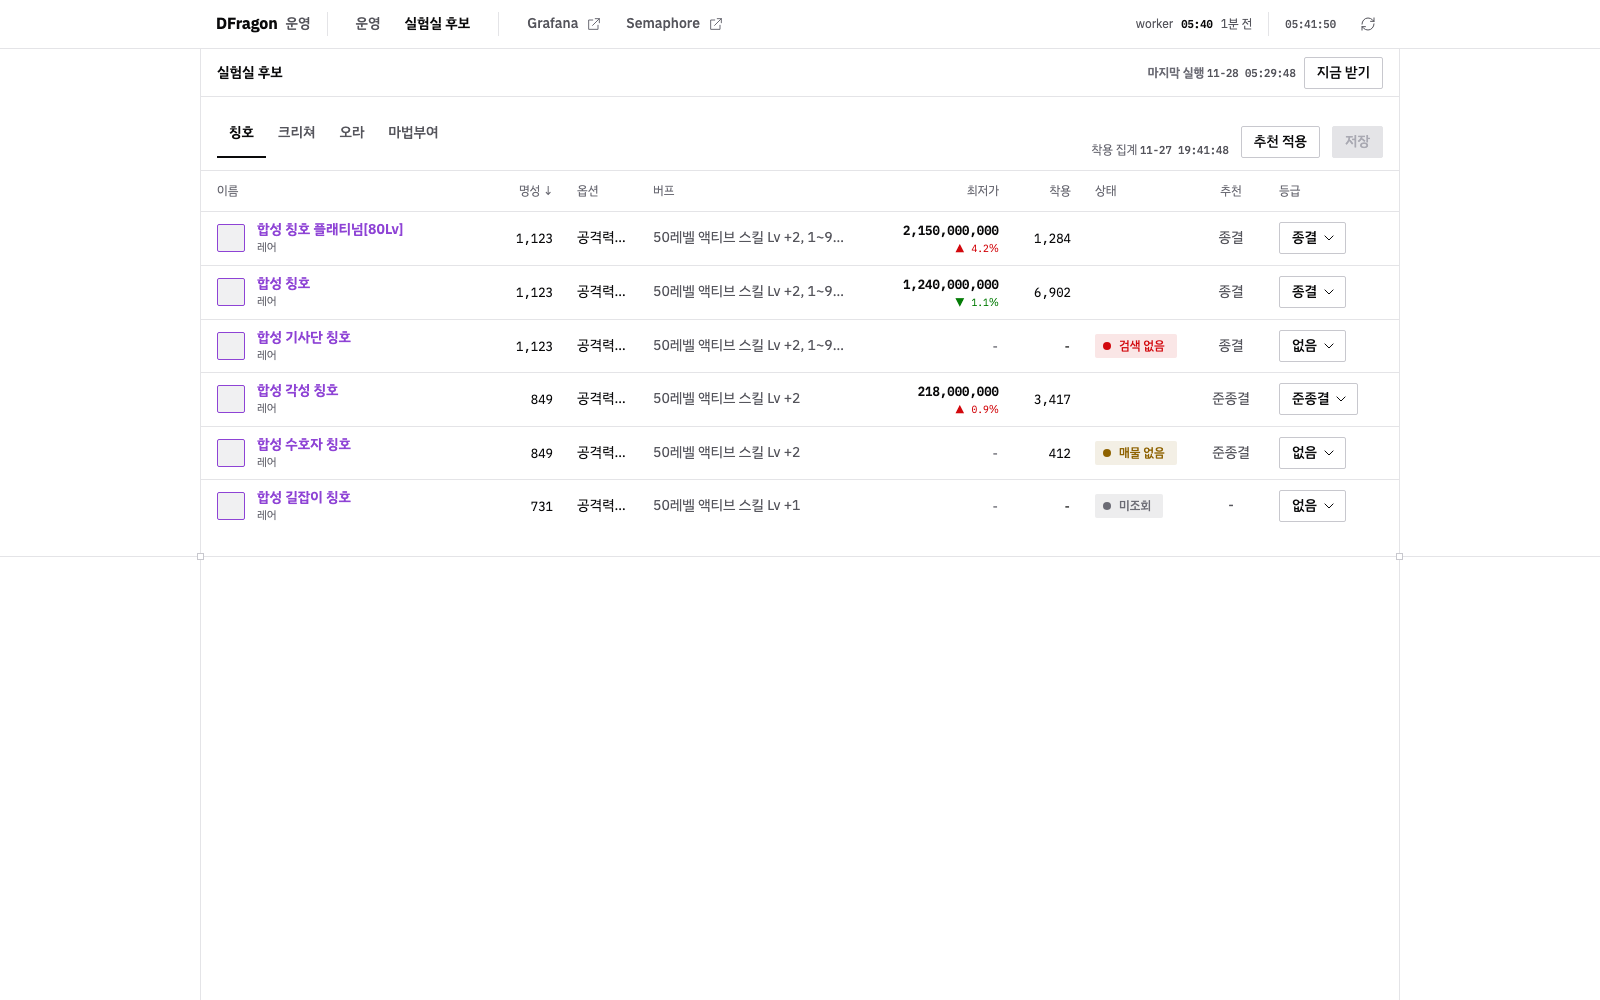 DFragon 운영 운영 실험실 후보 Grafana Semaphore worker 05:40 1분 전 05:41:50
실험실 후보 마지막 실행 11-28 05:29:48 지금 받기
칭호 크리쳐 오라 마법부여 착용 집계 11-27 19:41:48 추천 적용 저장
이름 명성 ↓ 옵션 버프 최저가 착용 상태 추천 등급
합성 칭호 플래티넘[80Lv] 1,123 공격력... 50레벨 액티브 스킬 Lv +2, 1~9... 2,150,000,000 1,284 종결 종결
레어 ▲ 4.2%
합성 칭호 1,123 공격력... 50레벨 액티브 스킬 Lv +2, 1~9... 1,240,000,000 6,902 종결 종결
레어 ▼ 1.1%
합성 기사단 칭호 1,123 공격력... 50레벨 액티브 스킬 Lv +2, 1~9... - - 검색 없음 종결 없음
레어
합성 각성 칭호 849 공격력... 50레벨 액티브 스킬 Lv +2 218,000,000 3,417 준종결 준종결
레어 ▲ 0.9%
합성 수호자 칭호 849 공격력... 50레벨 액티브 스킬 Lv +2 - 412 매물 없음 준종결 없음
레어
합성 길잡이 칭호 731 공격력... 50레벨 액티브 스킬 Lv +1 - - 미조회 - 없음
레어